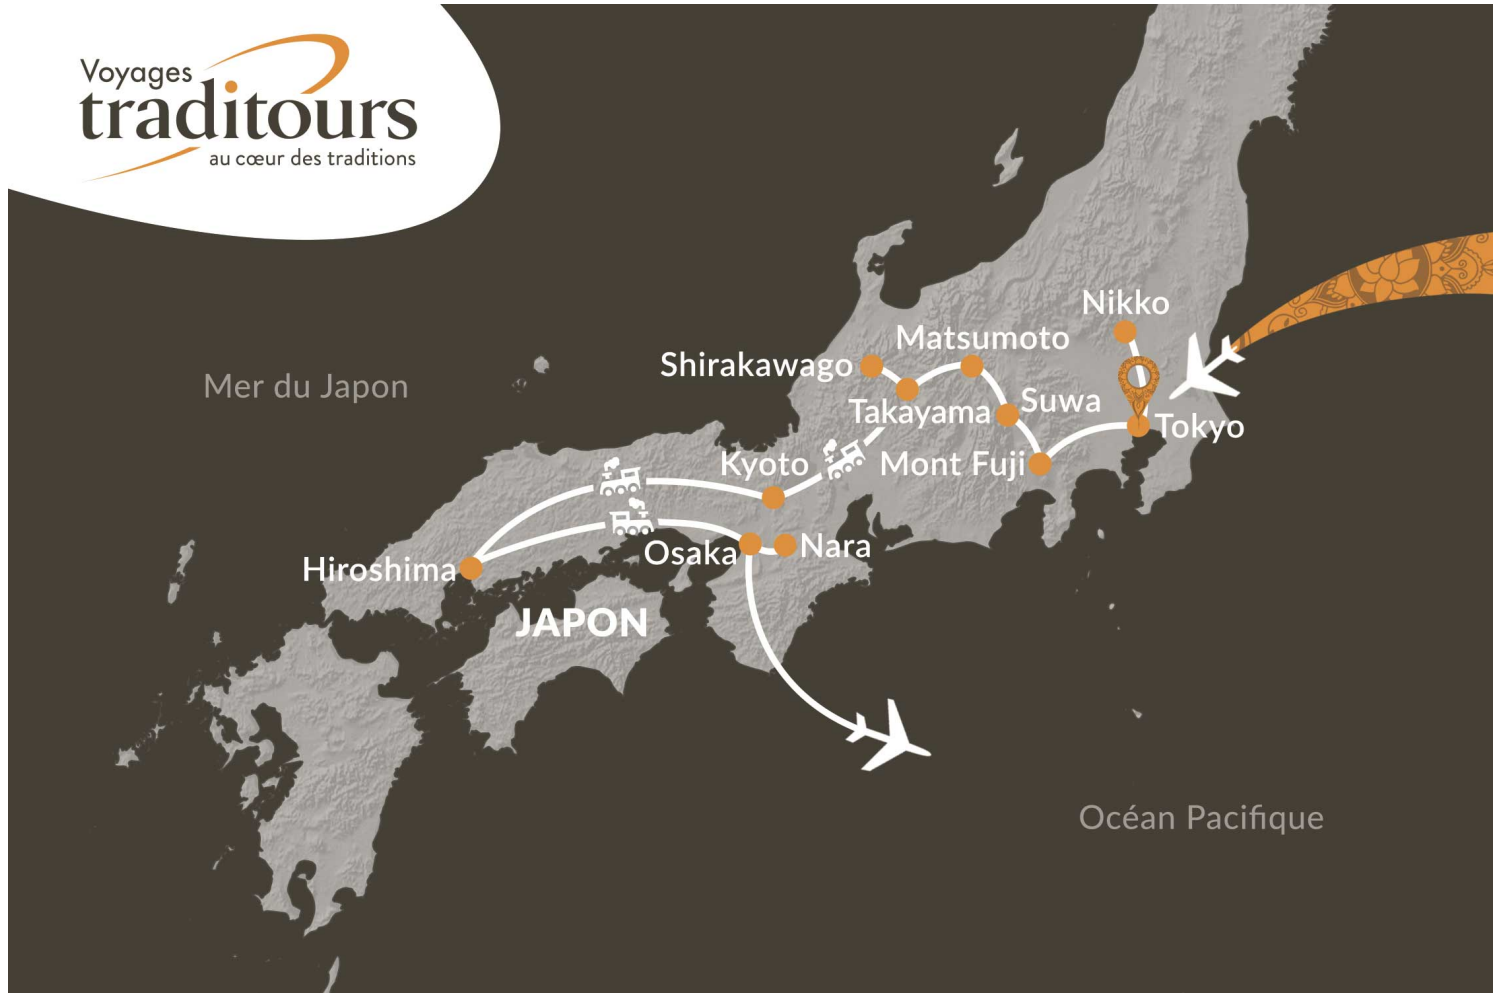 Voyages
traditours
au cœur des traditions
Nikko
Matsumoto
Shirakawago
Mer du Japon
Takayama
Suwa
Tokyo
Kyoto
Mont Fuji
Osaka
Nara
Hiroshima
JAPON
Océan Pacifique